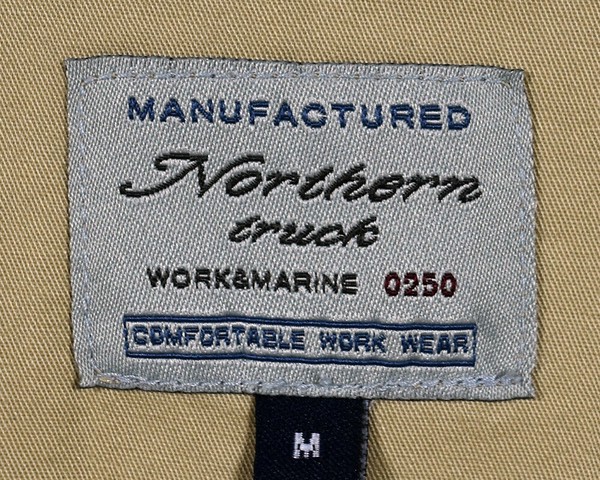 MANUFACTURED
Northern
truck
WORK&MARINE 0250
COMFORTABLE WORK WEAR
M